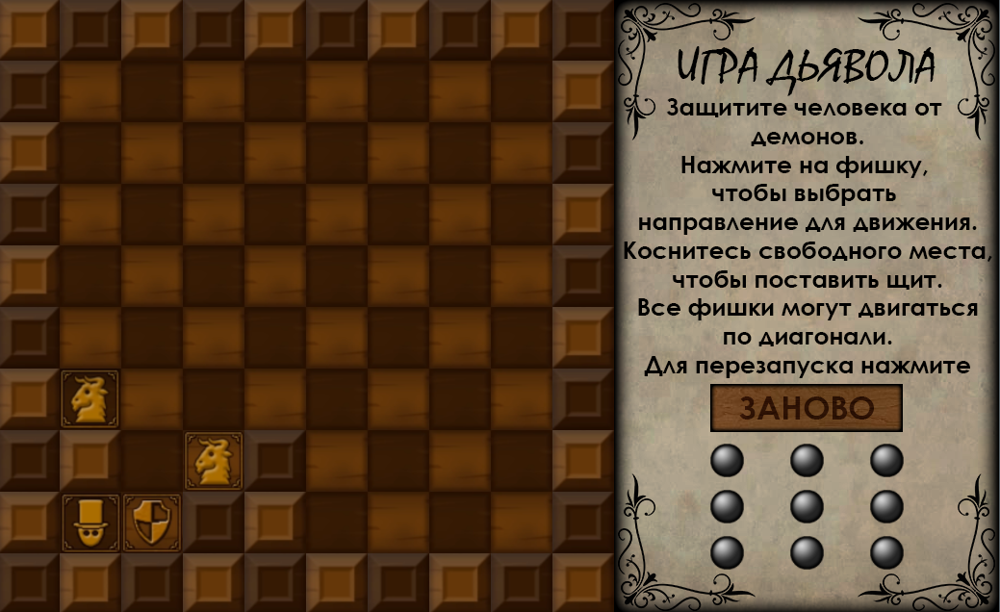 ИГРА ДЬЯВОЛА
Защитите человека от
демонов.
Нажмите на фишку,
чтобы выбрать
направление для движения.
Коснитесь свободного места,
чтобы поставить щит.
Все фишки могут двигаться
по диагонали.
Для перезапуска нажмите
ЗАНОВО